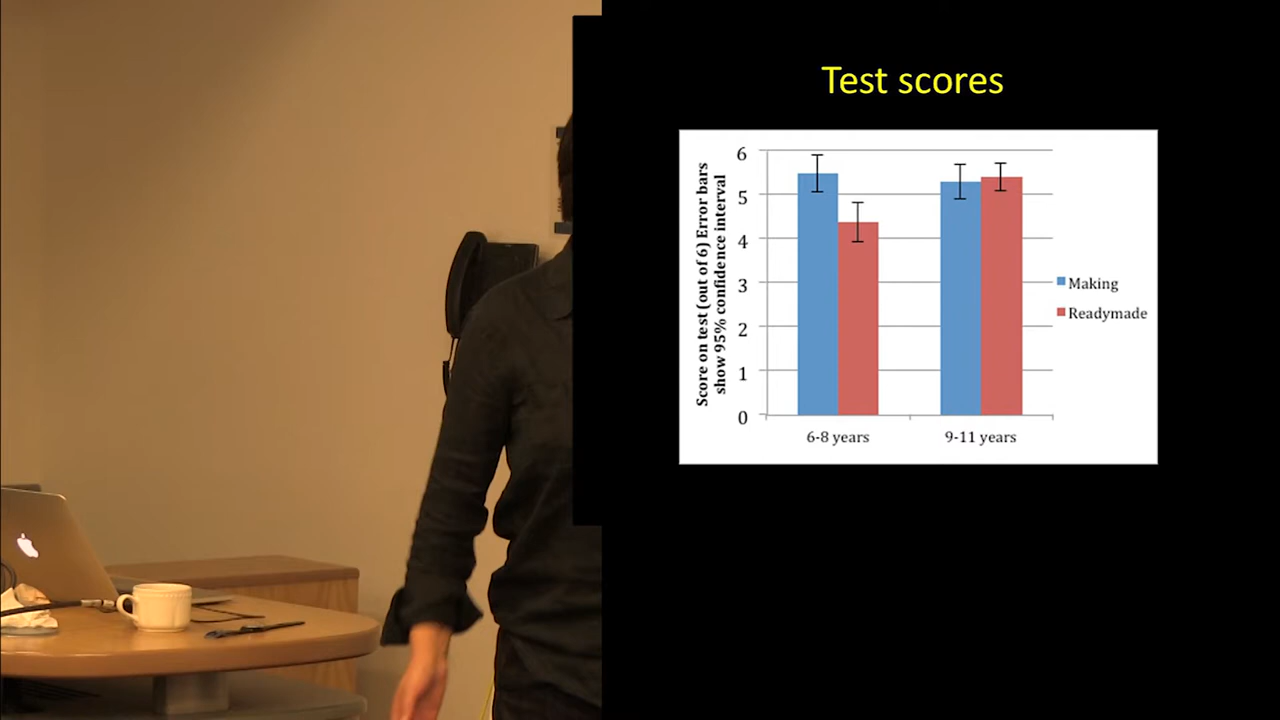 Test scores
Score on test (out of 6) Error bars
show 95% confidence interval
6
5
4
3
2
1
0
6-8 years
9-11 years
Making
Readymade